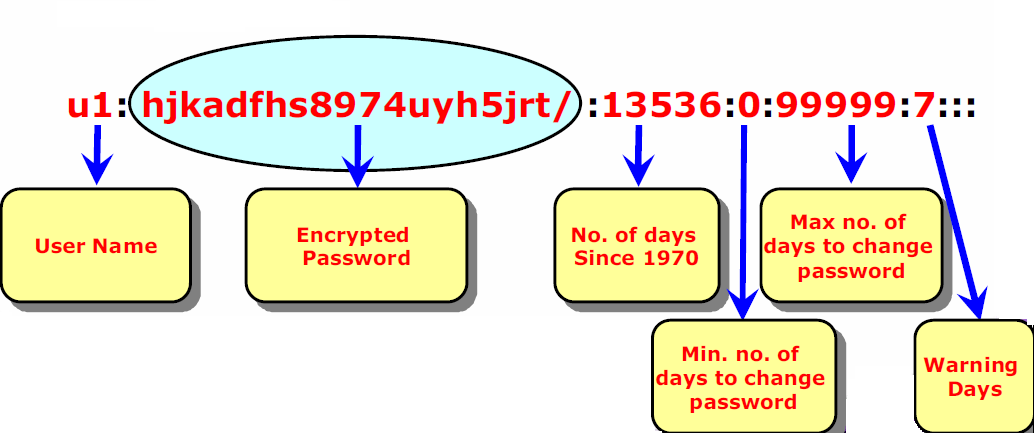 u1: hjkadfhs8974uyh5jrt/ :13536:0:99999:7:::
User Name
Encrypted
Password
No. of days
Since 1970
Max no. of
days to change
password
Min. no. of
days to change
password
Warning
Days